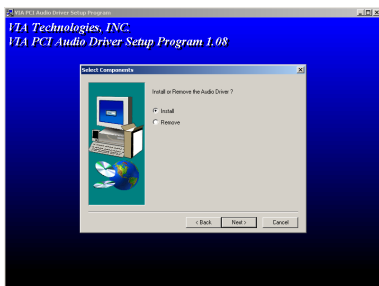 VIA PCI Audio Driver Setup Program
VIA Technologies, INC.
VIA PCI Audio Driver Setup Program 1.08
Select Components
Install or Remove the Audio Driver ?
Install
Remove
< Back
Next >
Cancel